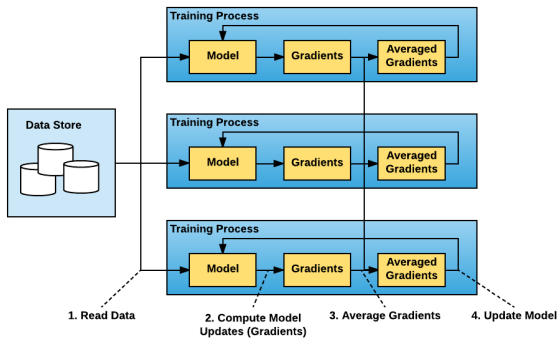 Training Process
Model
Gradients
Averaged
Gradients
Data Store
Training Process
Model
Gradients
Averaged
Gradients
Training Process
Model
Gradients
Averaged
Gradients
1. Read Data
2. Compute Model
Updates (Gradients)
3. Average Gradients
4. Update Model